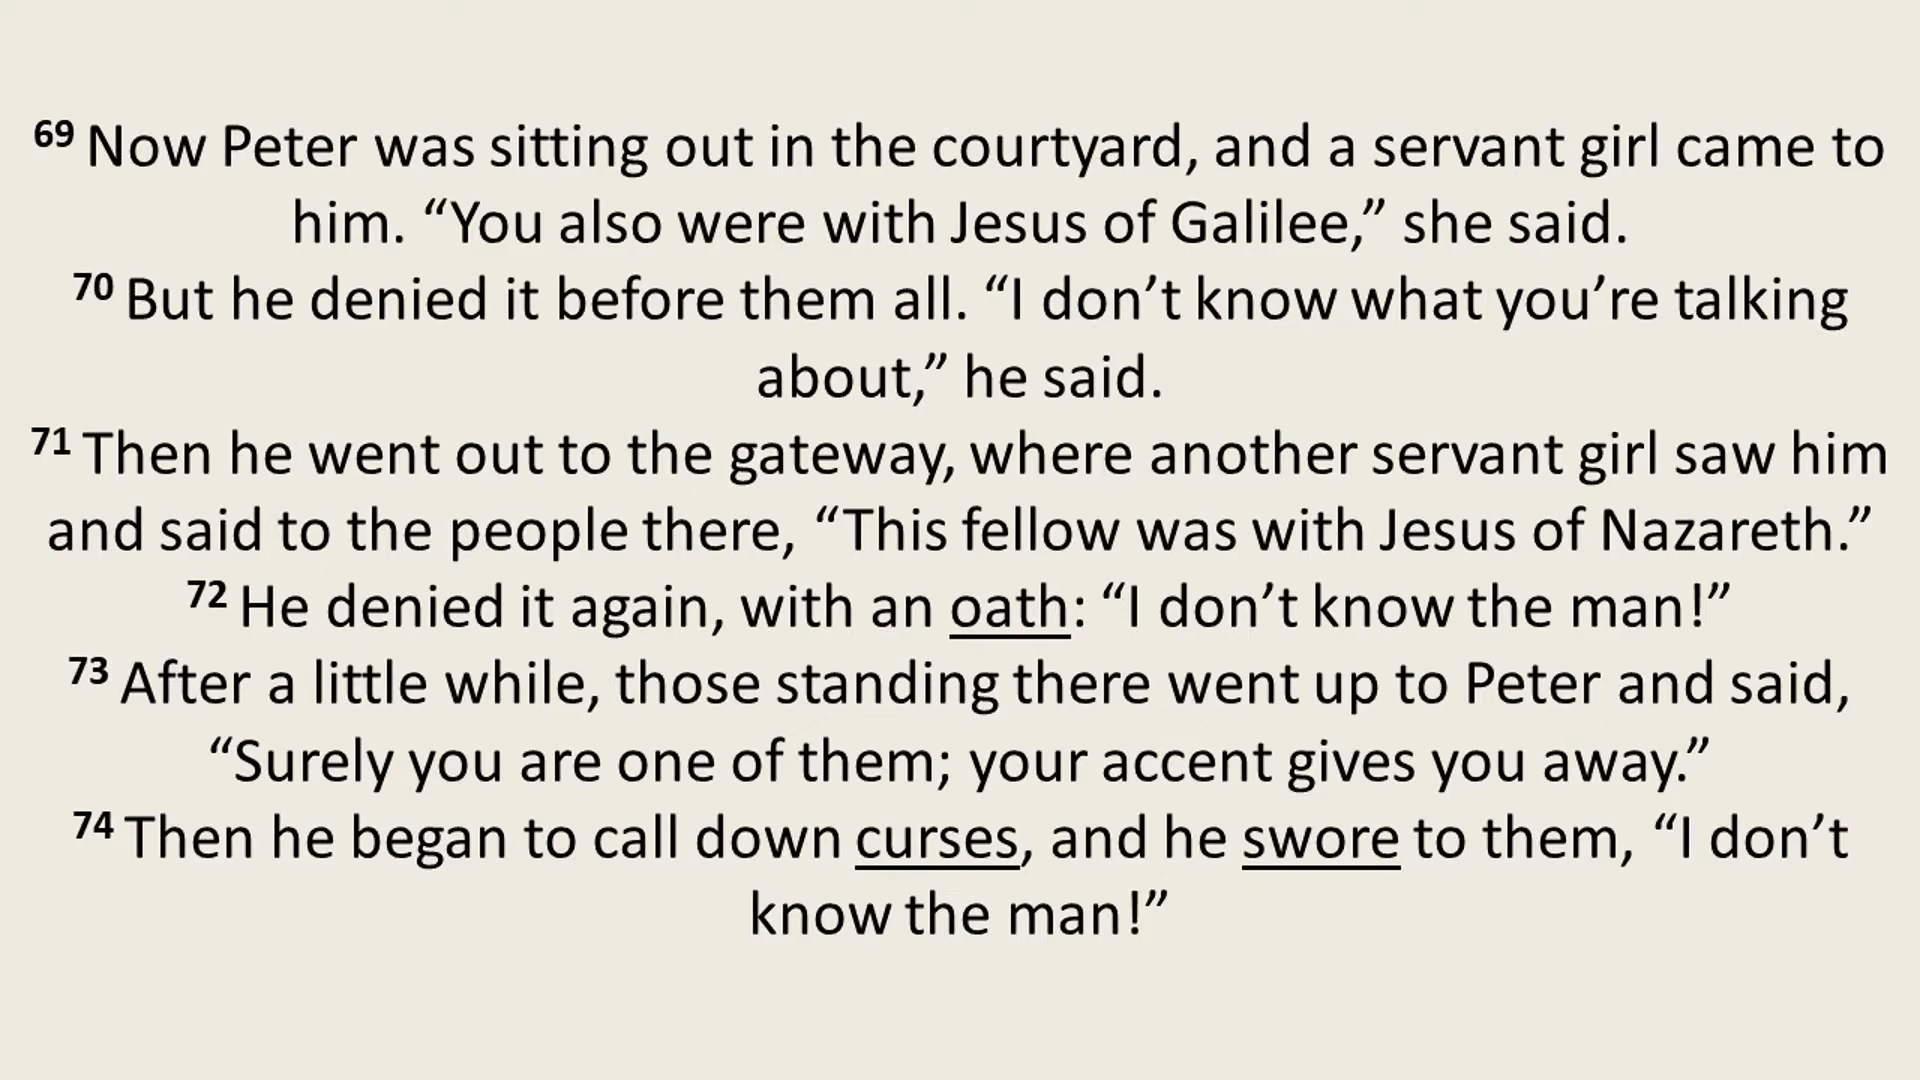 69 Now Peter was sitting out in the courtyard, and a servant girl came to
him. “You also were with Jesus of Galilee,” she said.
70 But he denied it before them all. “I don’t know what you’re talking
about,” he said.
71 Then he went out to the gateway, where another servant girl saw him
and said to the people there, “This fellow was with Jesus of Nazareth.”
72 He denied it again, with an oath: “I don’t know the man!”
73 After a little while, those standing there went up to Peter and said,
“Surely you are one of them; your accent gives you away.”
74 Then he began to call down curses, and he swore to them, “I don’t
know the man!”